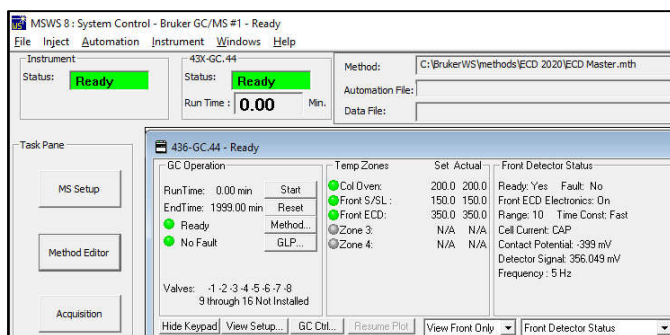 MSWS 8 : System Control - Bruker GC/MS #1 - Ready
File Inject Automation Instrument Windows Help
Instrument
Status: Ready
43X-GC.44
Status: Ready
Run Time : 0.00 Min.
Method: C:\BrukerWS\methods\ECD 2020\ECD Master.mth
Automation File:
Data File:
Task Pane
MS Setup
Method Editor
Acquisition
436-GC.44 - Ready
GC Operation
RunTime: 0.00 min Start
EndTime: 1999.00 min Reset
Ready Method...
No Fault GLP...
Valves: -1 -2 -3 -4 -5 -6 -7 -8
9 through 16 Not Installed
Temp Zones Set Actual
Col Oven: 200.0 200.0
Front S/SL : 150.0 150.0
Front ECD: 350.0 350.0
Zone 3: N/A N/A
Zone 4: N/A N/A
Front Detector Status
Ready: Yes Fault: No
Front ECD Electronics: On
Range: 10 Time Const: Fast
Cell Current: CAP
Contact Potential: -399 mV
Detector Signal: 356.049 mV
Frequency : 5 Hz
Hide Keypad View Setup... GC Ctrl... Resume Plot View Front Only Front Detector Status